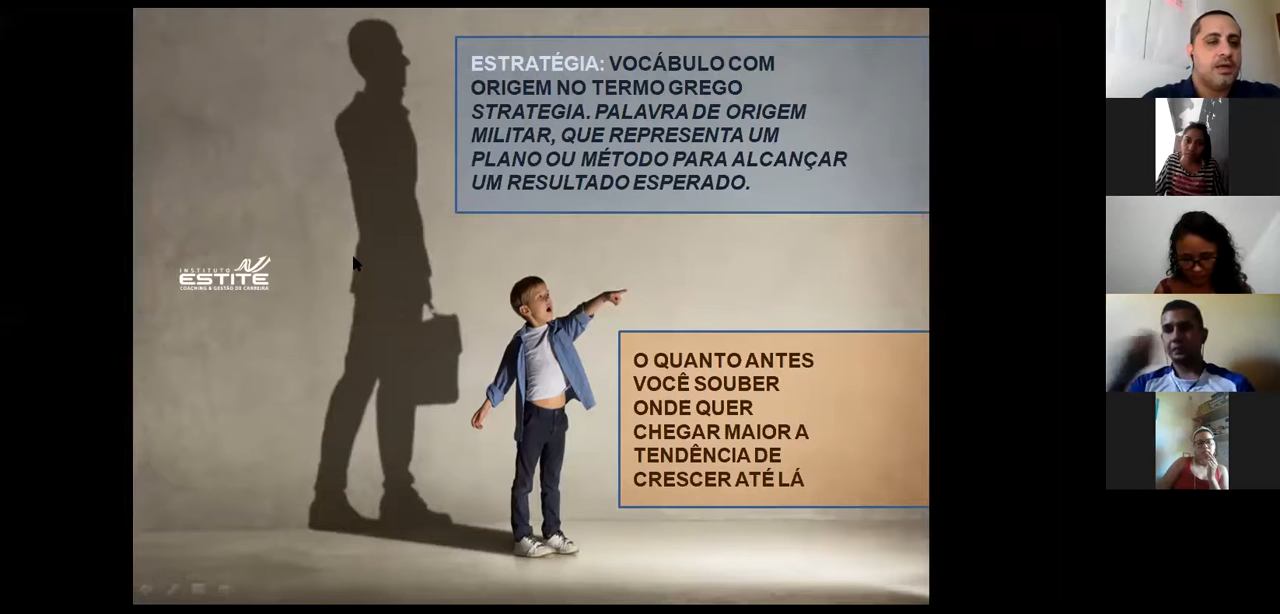 ESTRATÉGIA: VOCÁBULO COM
ORIGEM NO TERMO GREGO
STRATEGIA. PALAVRA DE ORIGEM
MILITAR, QUE REPRESENTA UM
PLANO OU MÉTODO PARA ALCANÇAR
UM RESULTADO ESPERADO.
INSTITUTO
ESTITE
COACHING & GESTÃO DE CARREIRA
O QUANTO ANTES
VOCÊ SOUBER
ONDE QUER
CHEGAR MAIOR A
TENDÊNCIA DE
CRESCER ATÉ LÁ